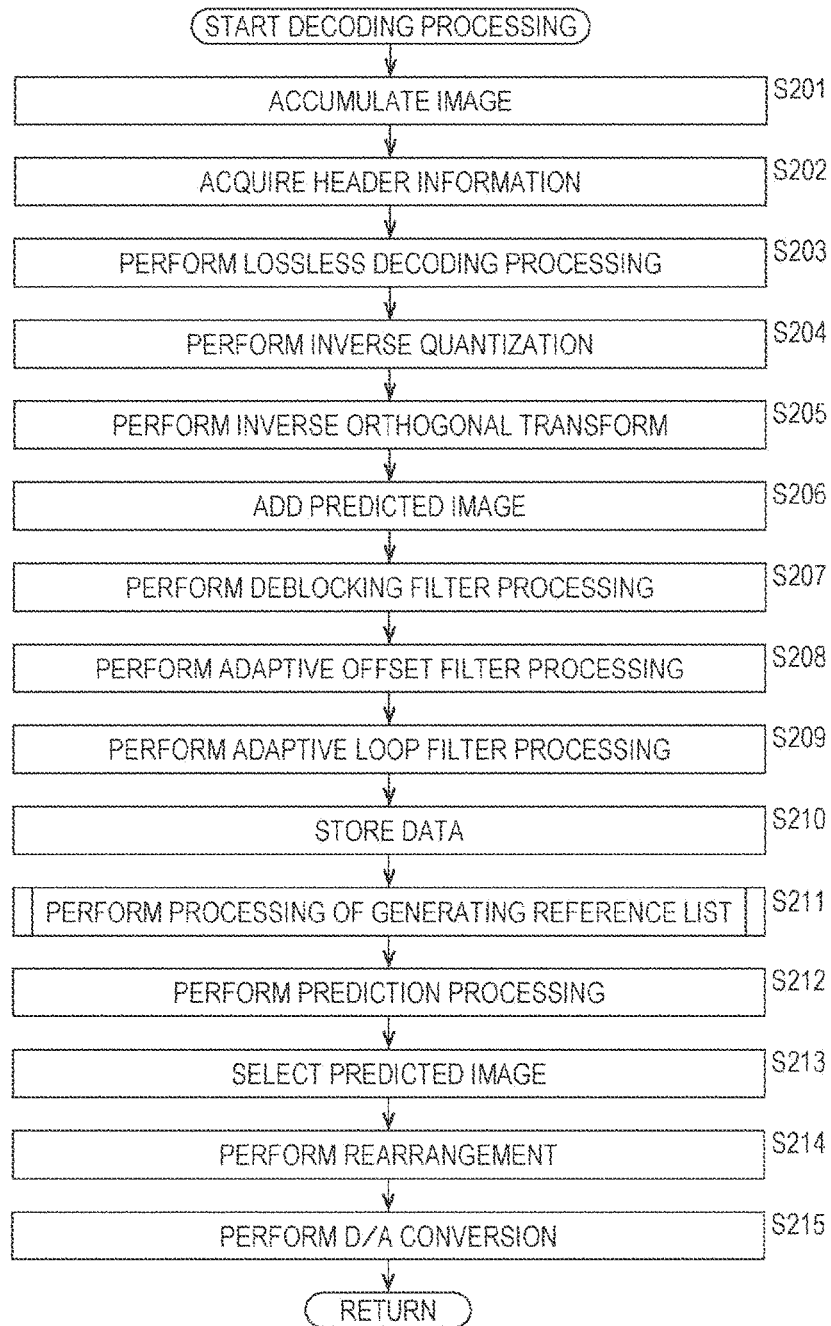 START DECODING PROCESSING
ACCUMULATE IMAGE
S201
ACQUIRE HEADER INFORMATION
S202
PERFORM LOSSLESS DECODING PROCESSING
S203
PERFORM INVERSE QUANTIZATION
S204
PERFORM INVERSE ORTHOGONAL TRANSFORM
S205
ADD PREDICTED IMAGE
S206
PERFORM DEBLOCKING FILTER PROCESSING
S207
PERFORM ADAPTIVE OFFSET FILTER PROCESSING
S208
PERFORM ADAPTIVE LOOP FILTER PROCESSING
S209
STORE DATA
S210
PERFORM PROCESSING OF GENERATING REFERENCE LIST
S211
PERFORM PREDICTION PROCESSING
S212
SELECT PREDICTED IMAGE
S213
PERFORM REARRANGEMENT
S214
PERFORM D/A CONVERSION
S215
RETURN